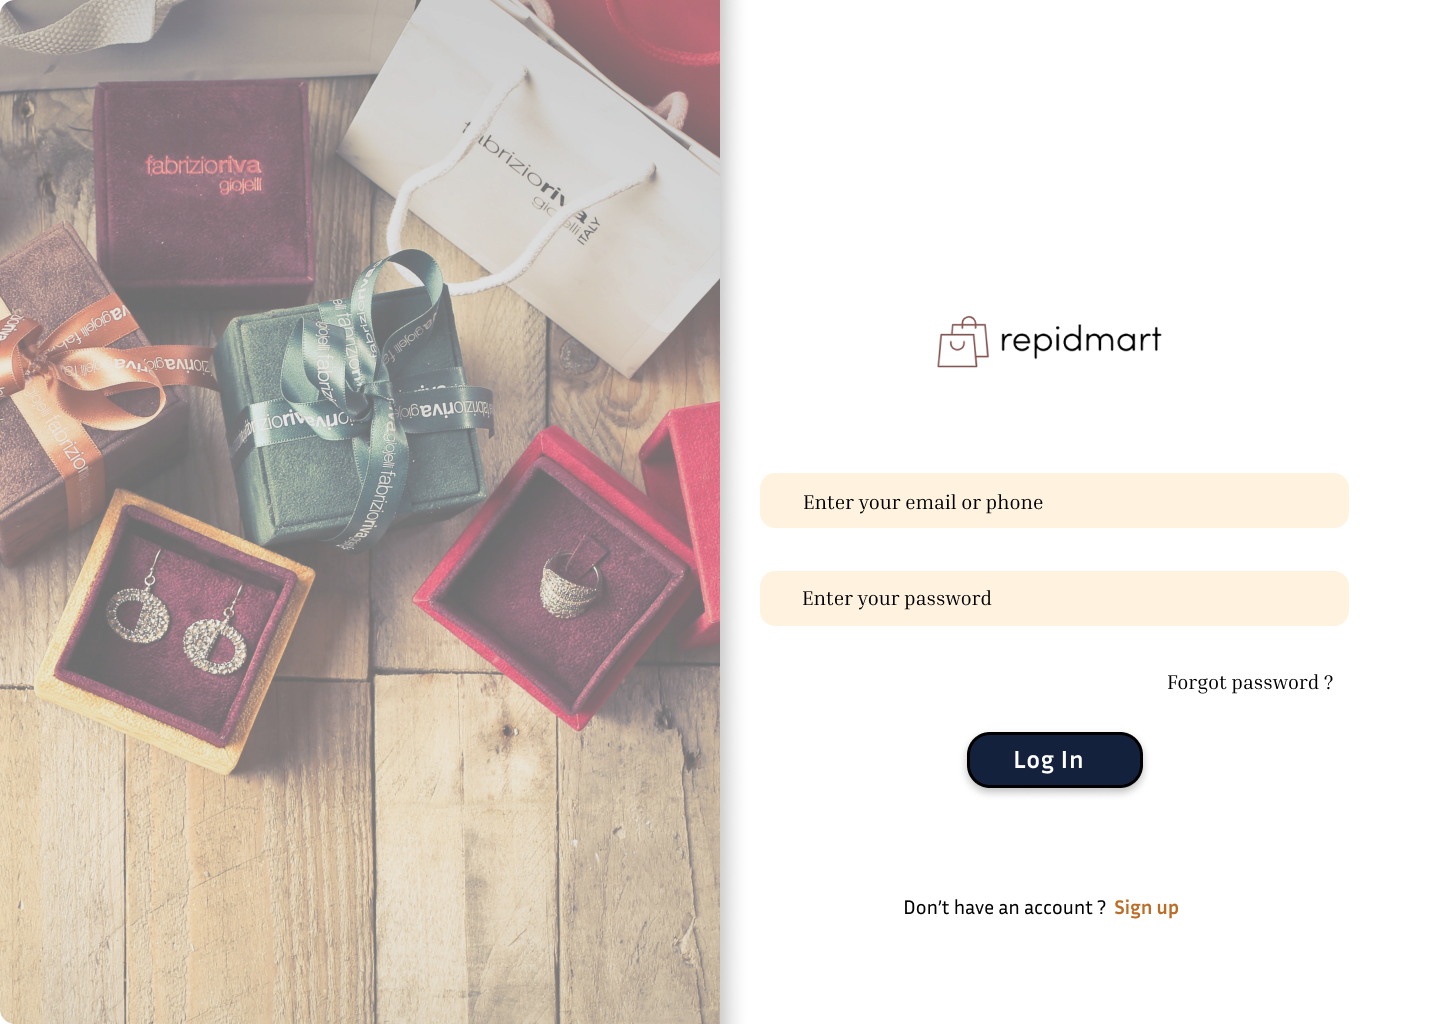 fabrizioriva
gioielli
fabrizioriva
gioielli
ITALY
repidmart
Enter your email or phone
Enter your password
Forgot password ?
Log In
Don’t have an account ? Sign up